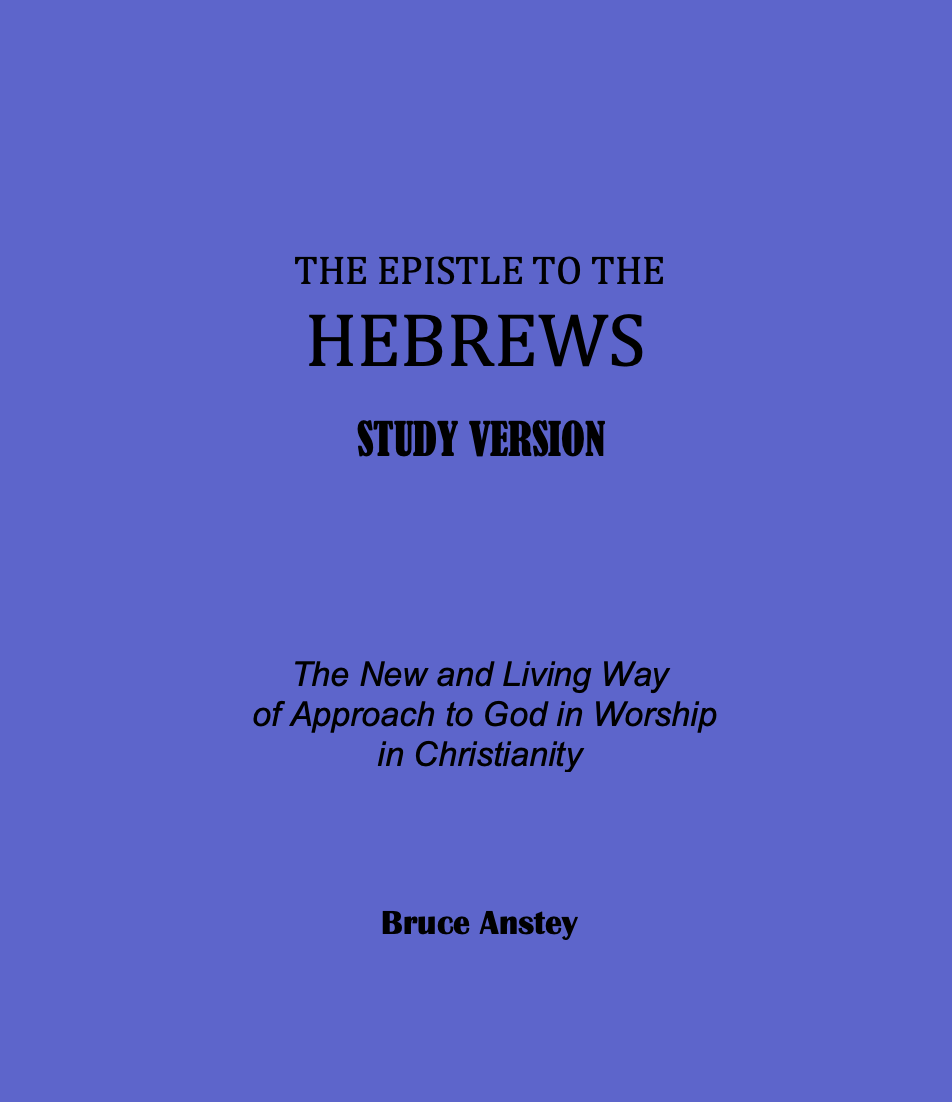 THE EPISTLE TO THE
HEBREWS
STUDY VERSION
The New and Living Way
of Approach to God in Worship
in Christianity
Bruce Anstey